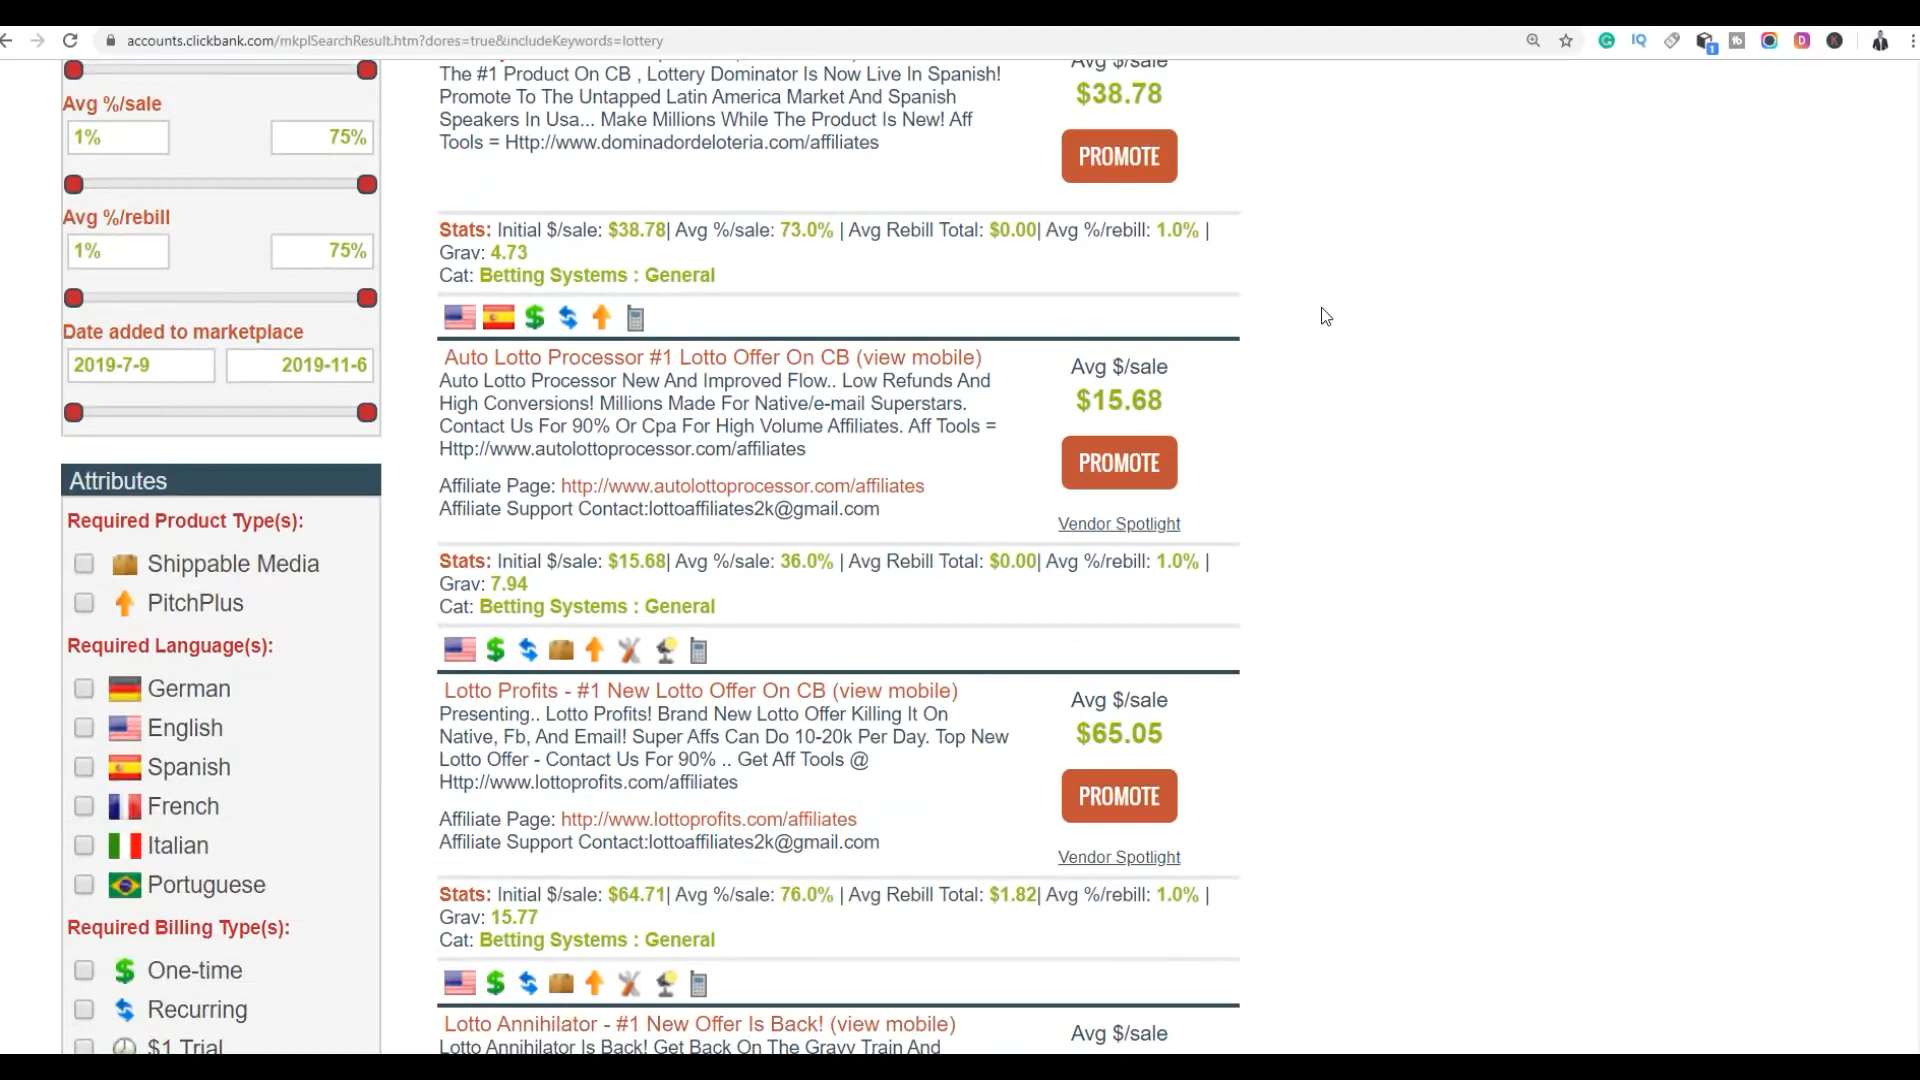 accounts.clickbank.com/mkplSearchResult.htm?dores=true&includeKeywords=lottery
Avg %/sale
1%
75%
Avg %/rebill
1%
75%
Date added to marketplace
2019-7-9
2019-11-6
Attributes
Required Product Type(s):
Shippable Media
PitchPlus
Required Language(s):
German
English
Spanish
French
Italian
Portuguese
Required Billing Type(s):
One-time
Recurring
$1 Trial
The #1 Product On CB , Lottery Dominator Is Now Live In Spanish!
Promote To The Untapped Latin America Market And Spanish
Speakers In Usa... Make Millions While The Product Is New! Aff
Tools = Http://www.dominadordeloteria.com/affiliates
Avg $/sale
$38.78
PROMOTE
Stats: Initial $/sale: $38.78| Avg %/sale: 73.0% | Avg Rebill Total: $0.00| Avg %/rebill: 1.0% |
Grav: 4.73
Cat: Betting Systems : General
Auto Lotto Processor #1 Lotto Offer On CB (view mobile)
Auto Lotto Processor New And Improved Flow.. Low Refunds And
High Conversions! Millions Made For Native/e-mail Superstars.
Contact Us For 90% Or Cpa For High Volume Affiliates. Aff Tools =
Http://www.autolottoprocessor.com/affiliates
Affiliate Page: http://www.autolottoprocessor.com/affiliates
Affiliate Support Contact:lottoaffiliates2k@gmail.com
Avg $/sale
$15.68
PROMOTE
Vendor Spotlight
Stats: Initial $/sale: $15.68| Avg %/sale: 36.0% | Avg Rebill Total: $0.00| Avg %/rebill: 1.0% |
Grav: 7.94
Cat: Betting Systems : General
Lotto Profits - #1 New Lotto Offer On CB (view mobile)
Presenting.. Lotto Profits! Brand New Lotto Offer Killing It On
Native, Fb, And Email! Super Affs Can Do 10-20k Per Day. Top New
Lotto Offer - Contact Us For 90% .. Get Aff Tools @
Http://www.lottoprofits.com/affiliates
Affiliate Page: http://www.lottoprofits.com/affiliates
Affiliate Support Contact:lottoaffiliates2k@gmail.com
Avg $/sale
$65.05
PROMOTE
Vendor Spotlight
Stats: Initial $/sale: $64.71| Avg %/sale: 76.0% | Avg Rebill Total: $1.82| Avg %/rebill: 1.0% |
Grav: 15.77
Cat: Betting Systems : General
Lotto Annihilator - #1 New Offer Is Back! (view mobile)
Lotto Annihilator Is Back! Get Back On The Gravy Train And
Avg $/sale